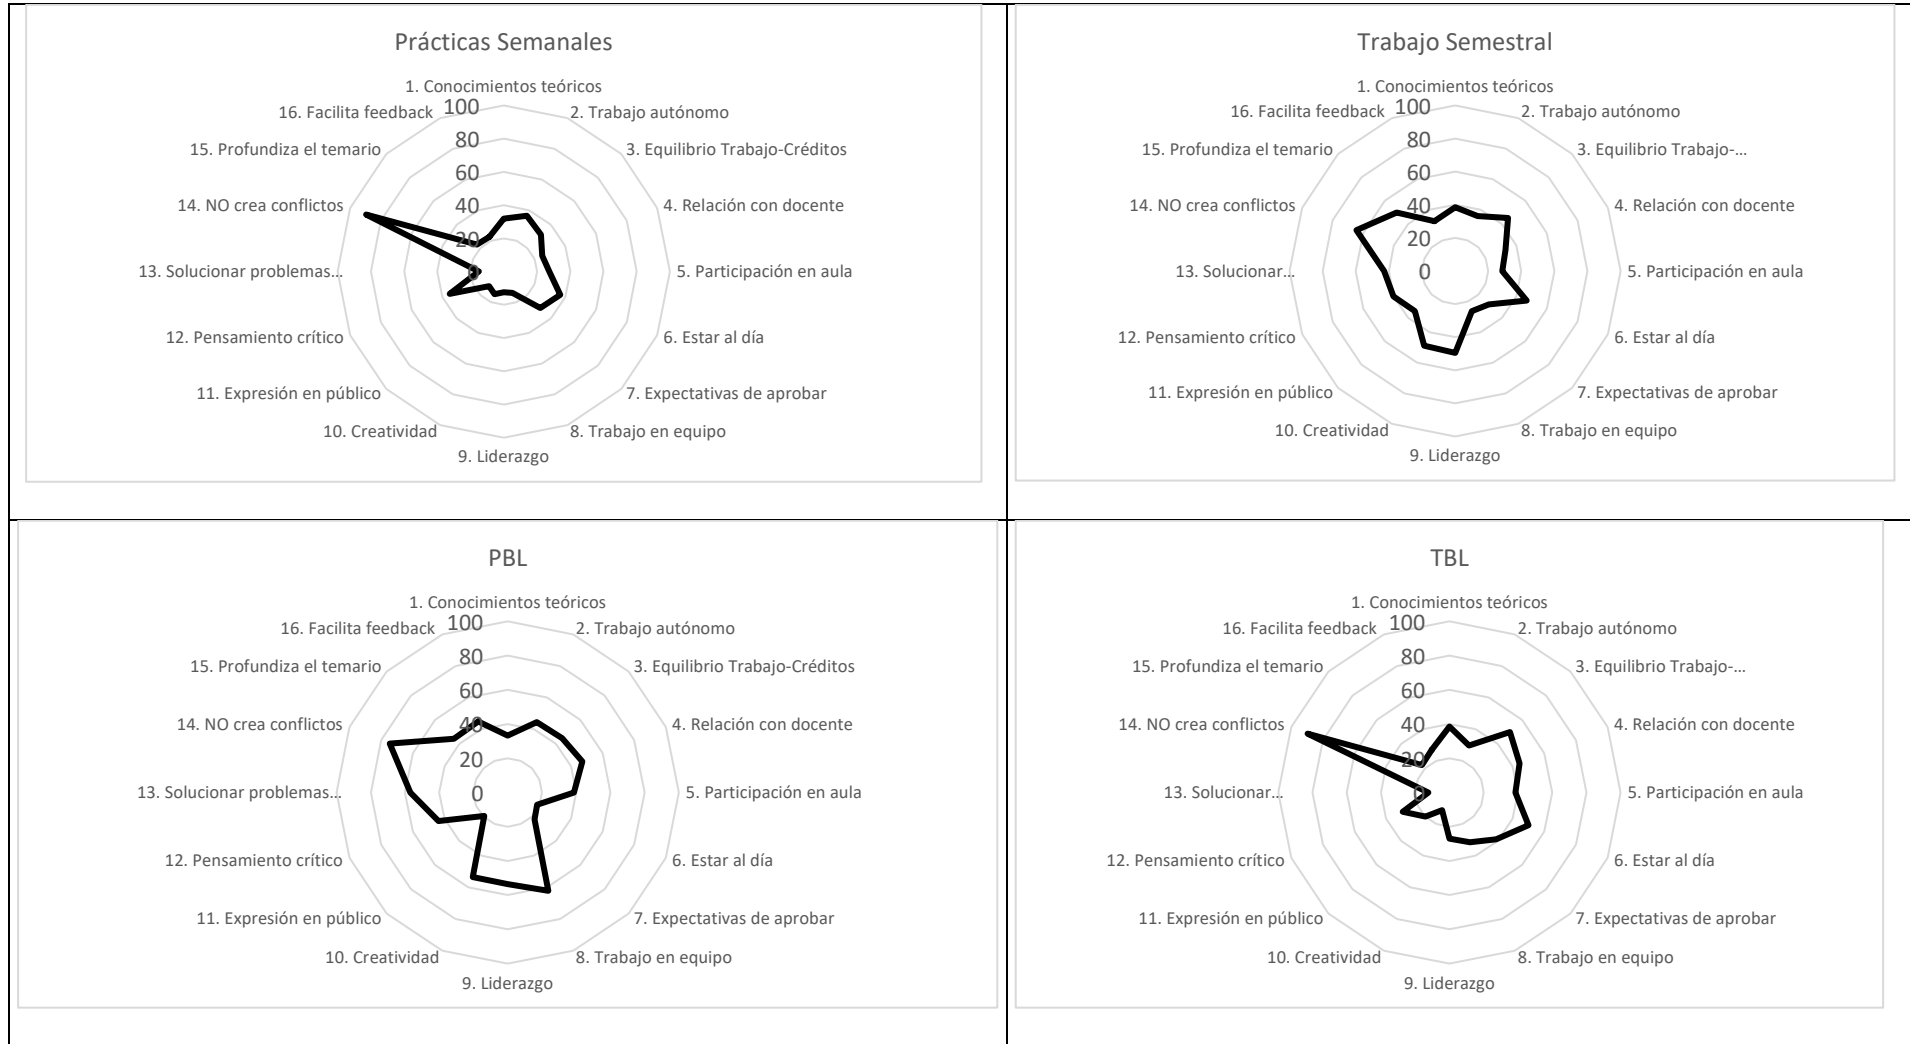 Prácticas Semanales
1. Conocimientos teóricos
2. Trabajo autónomo
3. Equilibrio Trabajo-Créditos
4. Relación con docente
5. Participación en aula
6. Estar al día
7. Expectativas de aprobar
8. Trabajo en equipo
9. Liderazgo
10. Creatividad
11. Expresión en público
12. Pensamiento crítico
13. Solucionar problemas...
14. NO crea conflictos
15. Profundiza el temario
16. Facilita feedback
100
80
60
40
20
0
Trabajo Semestral
1. Conocimientos teóricos
2. Trabajo autónomo
3. Equilibrio Trabajo-...
4. Relación con docente
5. Participación en aula
6. Estar al día
7. Expectativas de aprobar
8. Trabajo en equipo
9. Liderazgo
10. Creatividad
11. Expresión en público
12. Pensamiento crítico
13. Solucionar...
14. NO crea conflictos
15. Profundiza el temario
16. Facilita feedback
100
80
60
40
20
0
PBL
1. Conocimientos teóricos
2. Trabajo autónomo
3. Equilibrio Trabajo-Créditos
4. Relación con docente
5. Participación en aula
6. Estar al día
7. Expectativas de aprobar
8. Trabajo en equipo
9. Liderazgo
10. Creatividad
11. Expresión en público
12. Pensamiento crítico
13. Solucionar problemas...
14. NO crea conflictos
15. Profundiza el temario
16. Facilita feedback
100
80
60
40
20
0
TBL
1. Conocimientos teóricos
2. Trabajo autónomo
3. Equilibrio Trabajo-...
4. Relación con docente
5. Participación en aula
6. Estar al día
7. Expectativas de aprobar
8. Trabajo en equipo
9. Liderazgo
10. Creatividad
11. Expresión en público
12. Pensamiento crítico
13. Solucionar...
14. NO crea conflictos
15. Profundiza el temario
16. Facilita feedback
100
80
60
40
20
0